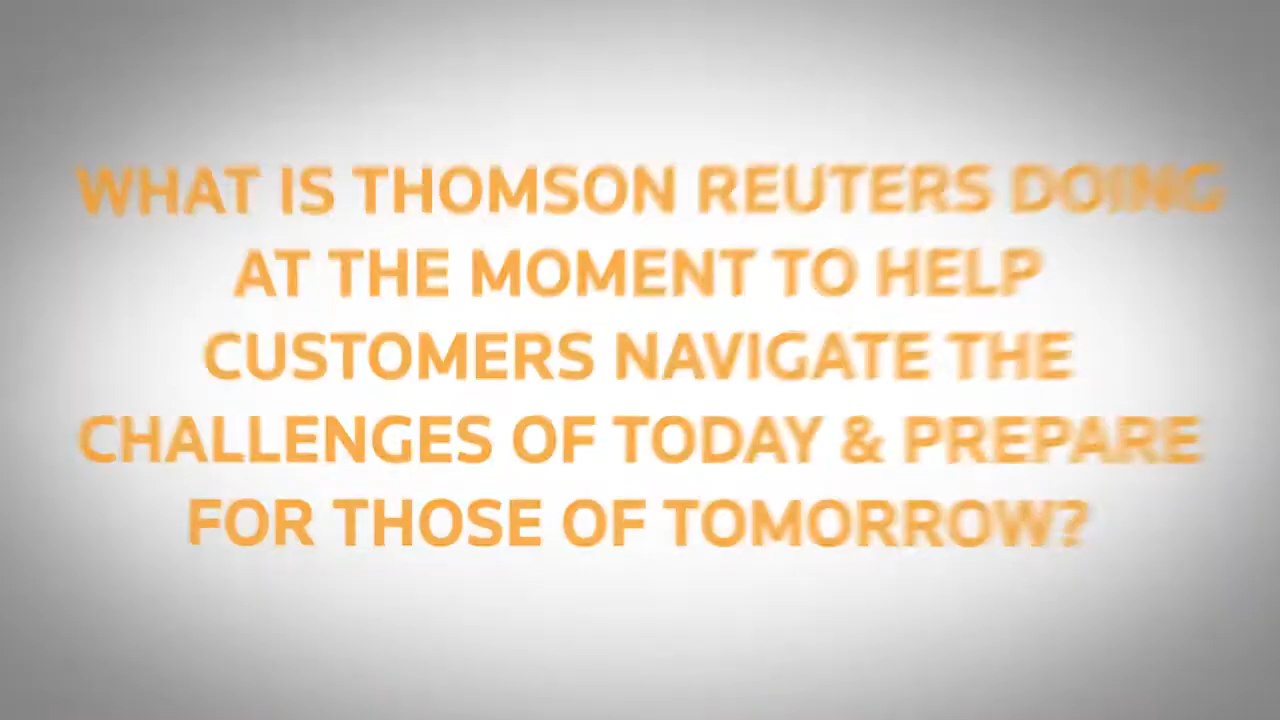 WHAT IS THOMSON REUTERS DOING
AT THE MOMENT TO HELP
CUSTOMERS NAVIGATE THE
CHALLENGES OF TODAY & PREPARE
FOR THOSE OF TOMORROW?